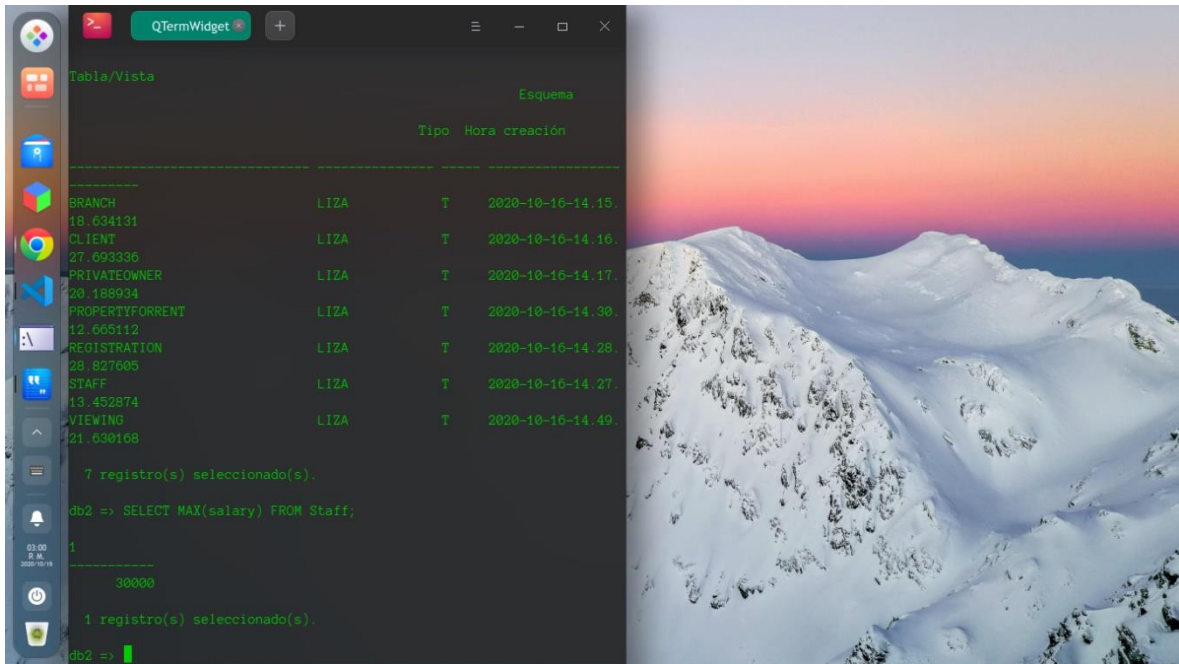 QTermWidget
Tabla/Vista
Esquema
Tipo Hora creación
------------------------------- --------------- ----- -----------------
---------
BRANCH LIZA T 2020-10-16-14.15.
18.634131
CLIENT LIZA T 2020-10-16-14.16.
27.693336
PRIVATEOWNER LIZA T 2020-10-16-14.17.
20.188934
PROPERTYFORRENT LIZA T 2020-10-16-14.30.
12.665112
REGISTRATION LIZA T 2020-10-16-14.28.
28.827605
STAFF LIZA T 2020-10-16-14.27.
13.452874
VIEWING LIZA T 2020-10-16-14.49.
21.630168
7 registro(s) seleccionado(s).
db2 => SELECT MAX(salary) FROM Staff;
1
-----------
30000
1 registro(s) seleccionado(s).
db2 =>
03:00
P. M.
2020/10/16